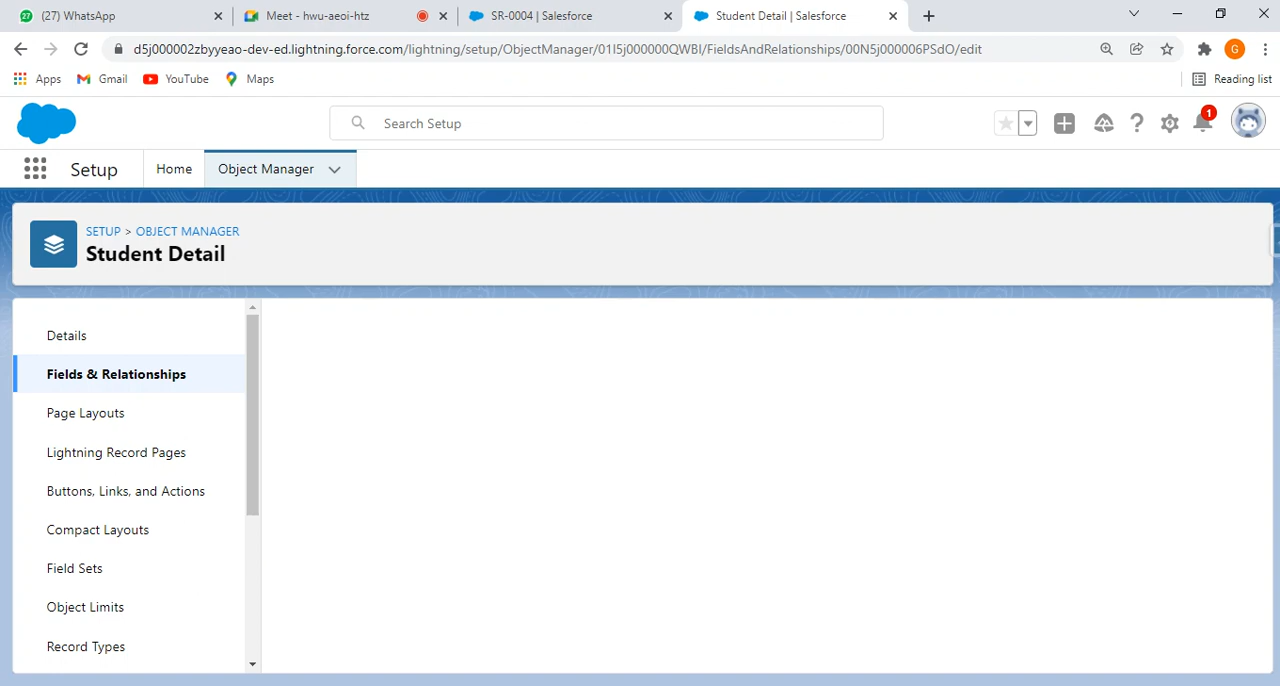 27
(27) WhatsApp
Meet - hwu-aeoi-htz
SR-0004 | Salesforce
Student Detail | Salesforce
d5j000002zbyyeao-dev-ed.lightning.force.com/lightning/setup/ObjectManager/01I5j000000QWBI/FieldsAndRelationships/00N5j000006PSdO/edit
G
Apps
Gmail
YouTube
Maps
Reading list
Search Setup
1
Setup
Home
Object Manager
SETUP > OBJECT MANAGER
Student Detail
Details
Fields & Relationships
Page Layouts
Lightning Record Pages
Buttons, Links, and Actions
Compact Layouts
Field Sets
Object Limits
Record Types